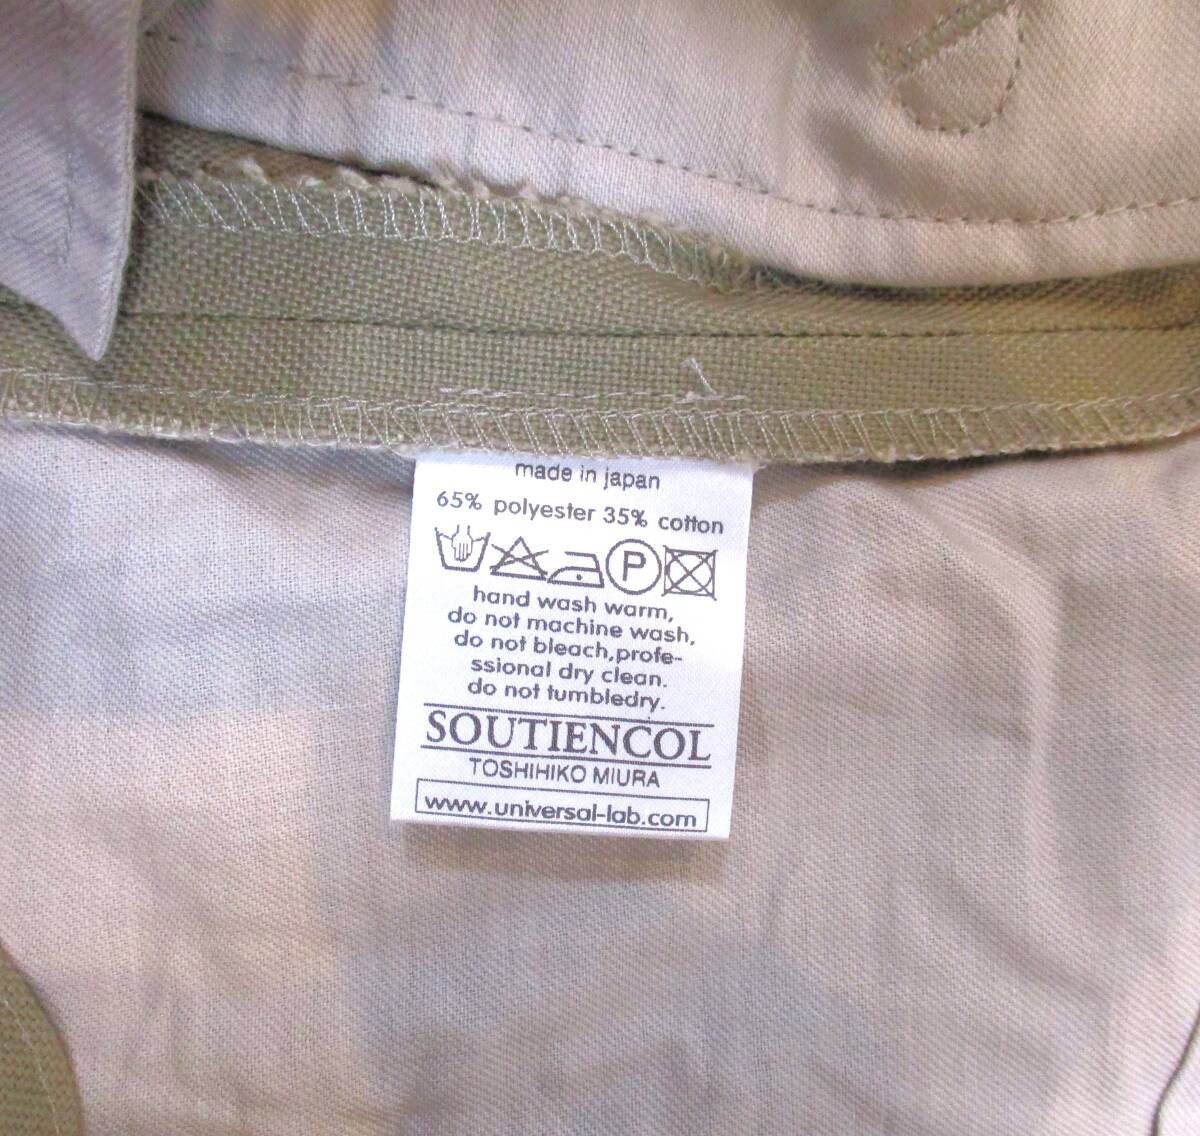 made in japan
65% polyester 35% cotton
P
hand wash warm,
do not machine wash,
do not bleach,profe-
ssional dry clean.
do not tumbledry.
SOUTIENCOL
TOSHIHIKO MIURA
www.universal-lab.com